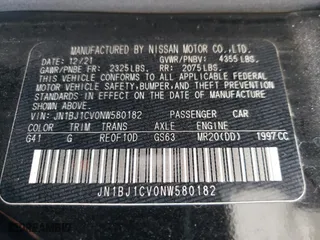 MANUFACTURED BY NISSAN MOTOR CO.,LTD.
DATE: 12/21 GVWR/PNBV: 4355 LBS.
GAWR/PNBE FR: 2325 LBS. RR: 2075 LBS.
THIS VEHICLE CONFORMS TO ALL APPLICABLE FEDERAL
MOTOR VEHICLE SAFETY, BUMPER, AND THEFT PREVENTION
STANDARDS IN EFFECT ON THE DATE OF MANUFACTURE
SHOWN ABOVE.
VIN: JN1BJ1CV0NW580182 PASSENGER CAR
COLOR TRIM TRANS AXLE ENGINE
G41 G RE0F10D GS63 MR20(DD) 1997CC
JN1BJ1CV0NW580182